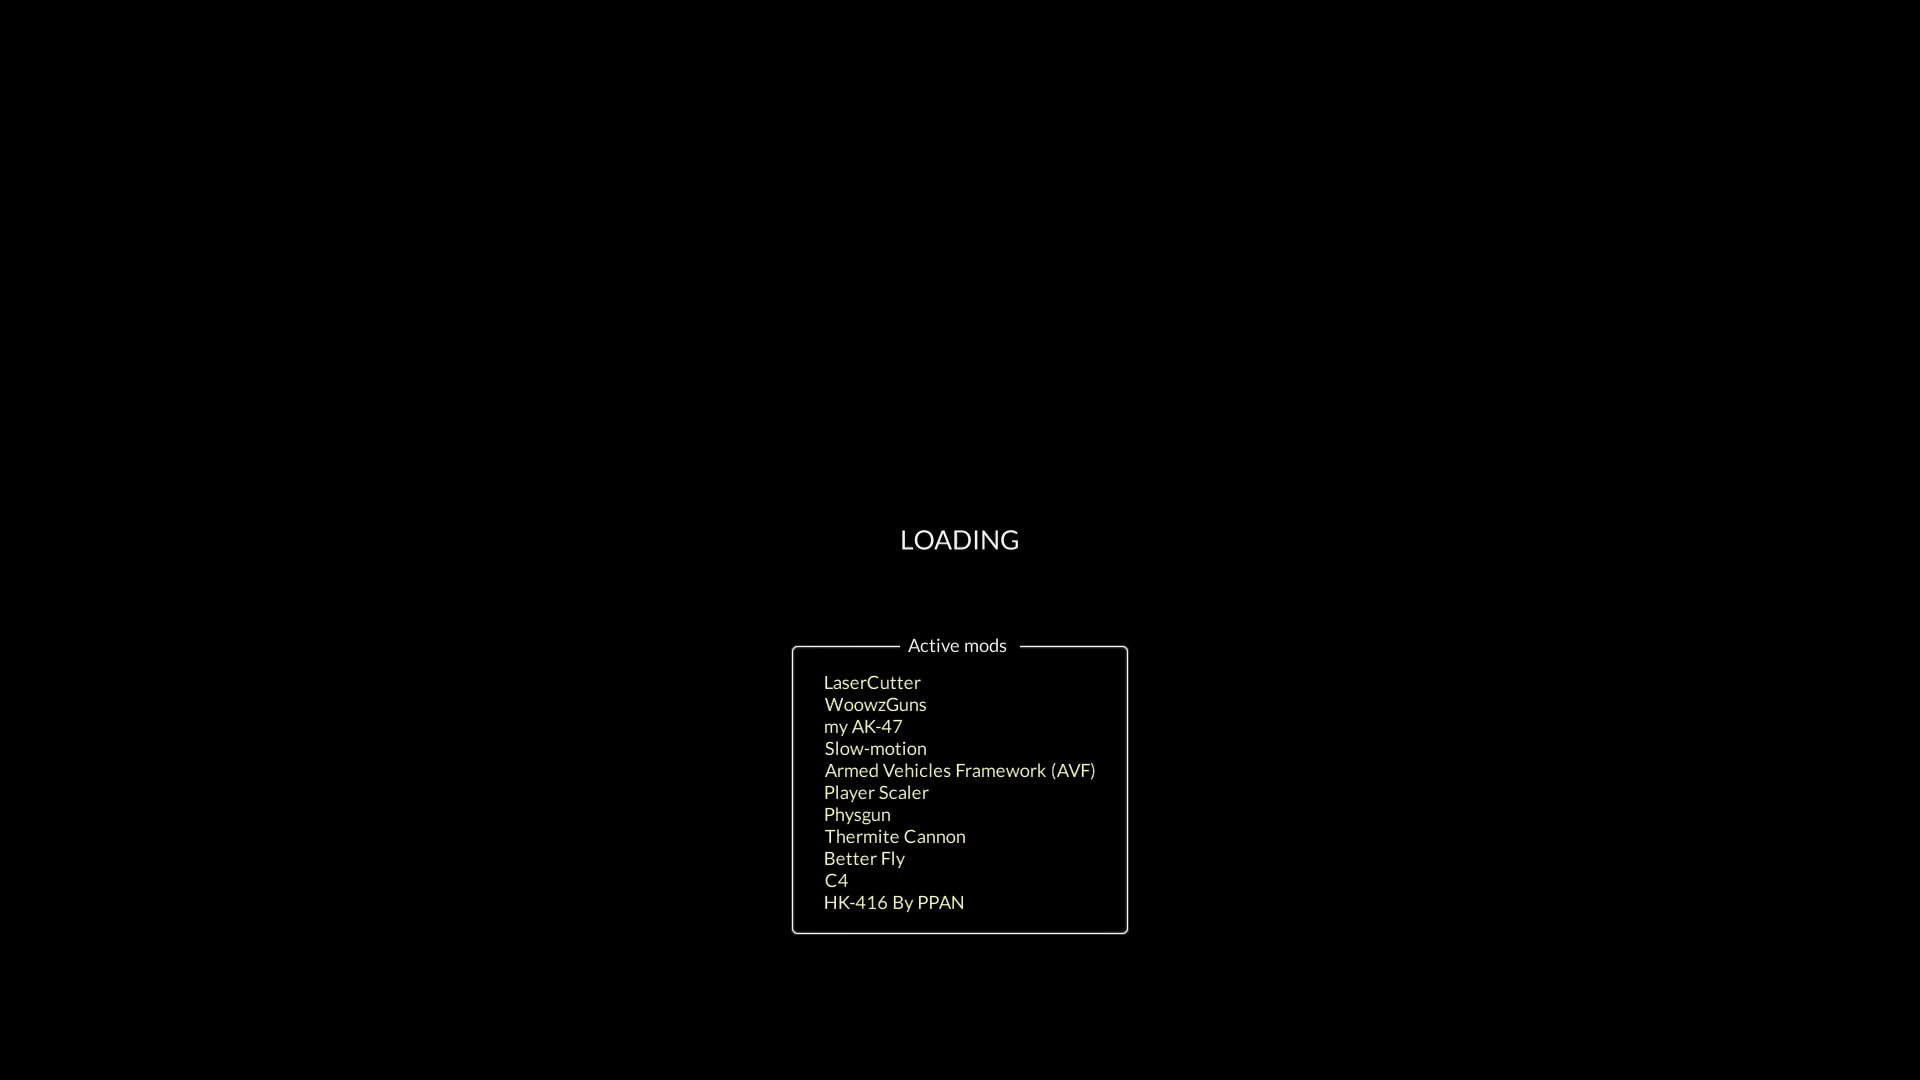 LOADING
Active mods
LaserCutter
WoowzGuns
my AK-47
Slow-motion
Armed Vehicles Framework (AVF)
Player Scaler
Physgun
Thermite Cannon
Better Fly
C4
HK-416 By PPAN